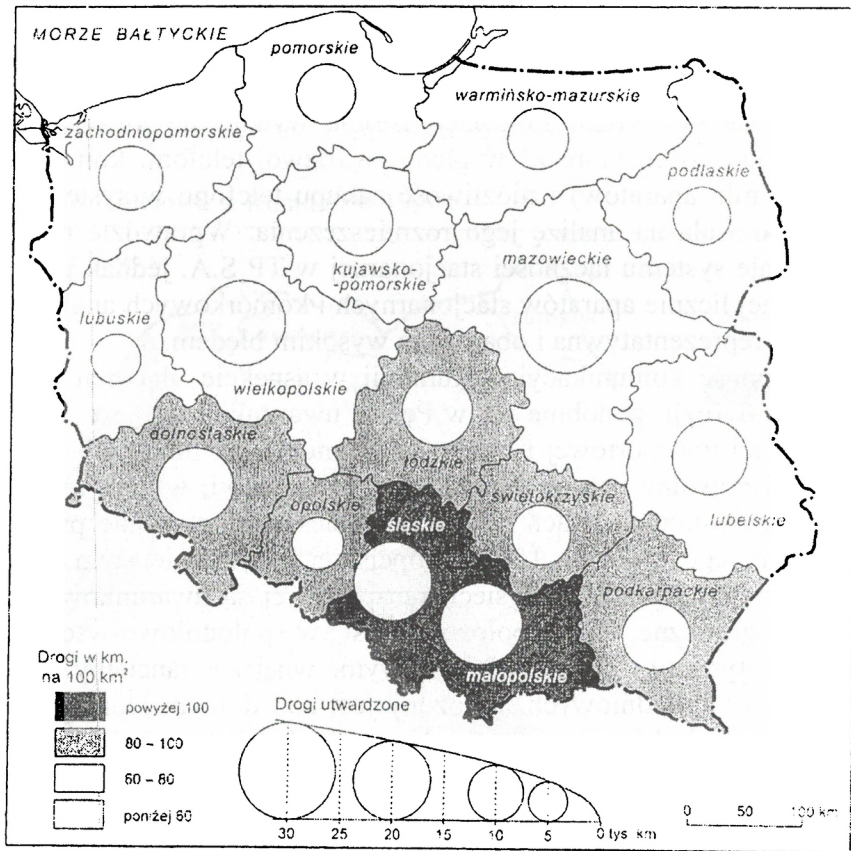 MORZE BAŁTYCKIE
pomorskie
warmińsko-mazurskie
zachodniopomorskie
podlaskie
kujawsko-
pomorskie
mazowieckie
lubuskie
wielkopolskie
dolnośląskie
łódzkie
opolskie
śląskie
świętokrzyskie
lubelskie
podkarpackie
małopolskie
Drogi w km
na 100 km²
powyżej 100
80 – 100
60 – 80
poniżej 60
Drogi utwardzone
30 25 20 15 10 5 0 tys. km
0 50 100 km